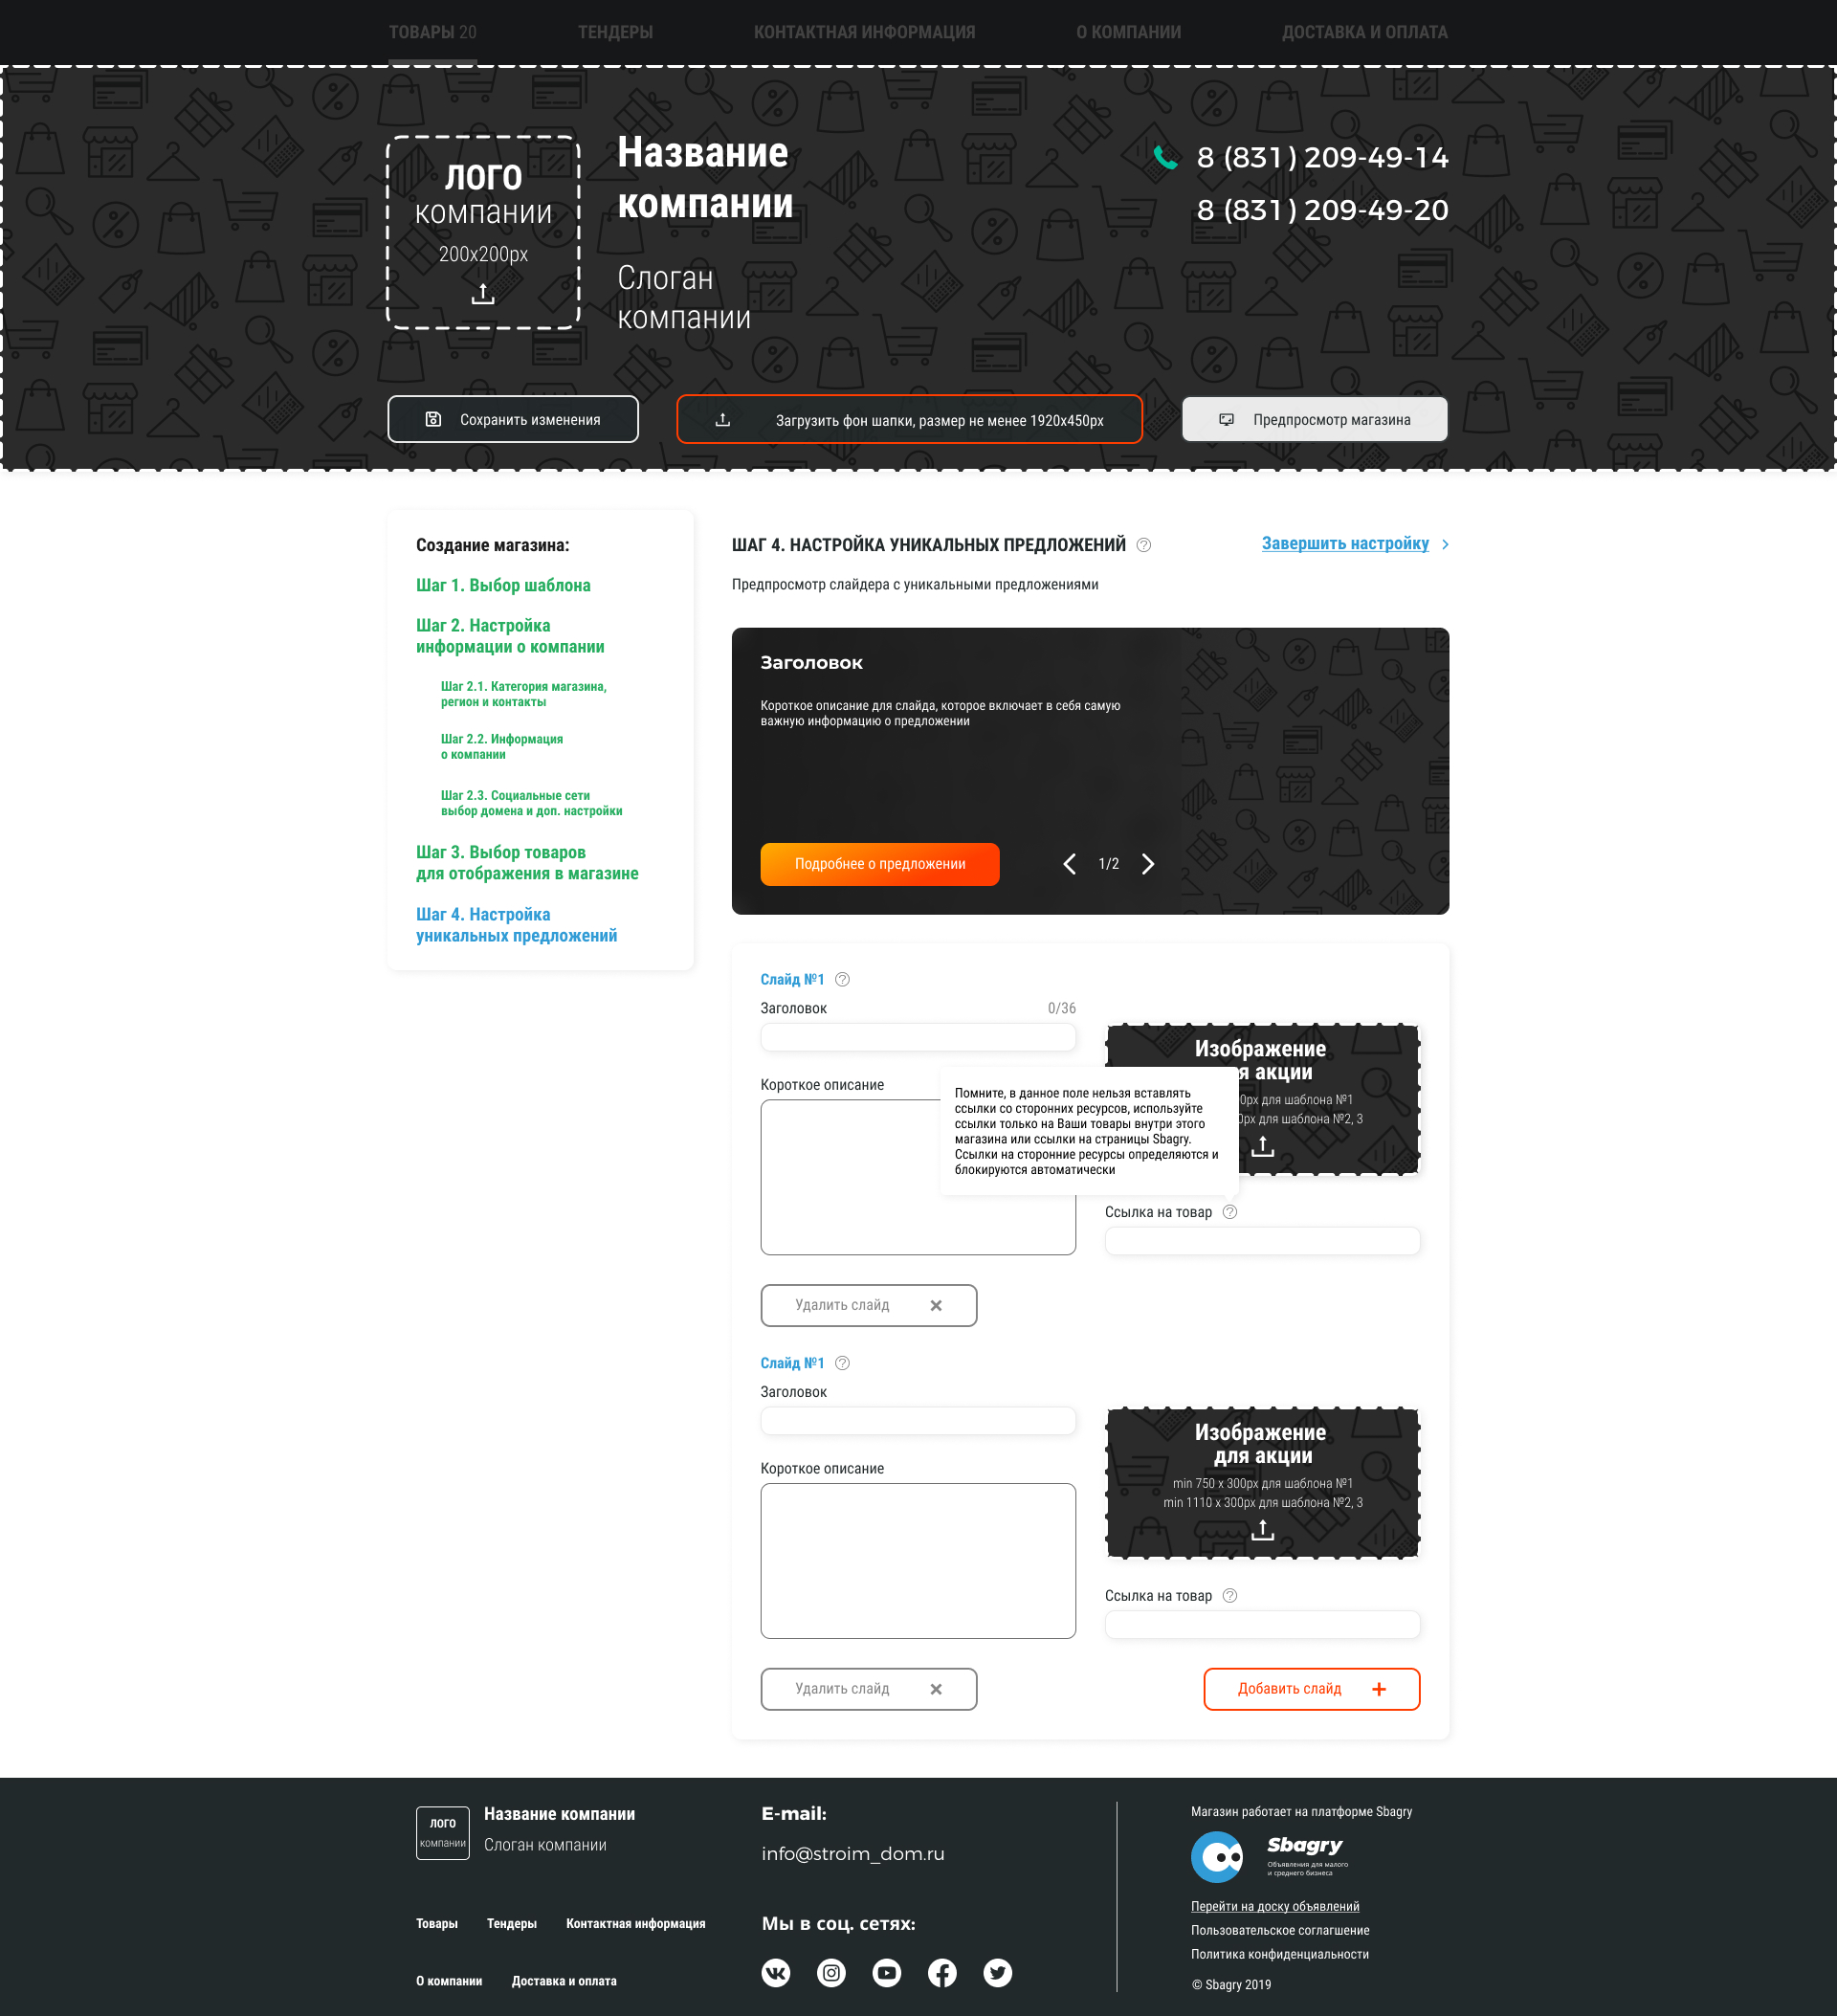 ТОВАРЫ 20
ТЕНДЕРЫ
КОНТАКТНАЯ ИНФОРМАЦИЯ
О КОМПАНИИ
ДОСТАВКА И ОПЛАТА
ЛОГО
компании
200x200px
Название
компании
Слоган
компании
8 (831) 209-49-14
8 (831) 209-49-20
Сохранить изменения
Загрузить фон шапки, размер не менее 1920x450px
Предпросмотр магазина
Создание магазина:
Шаг 1. Выбор шаблона
Шаг 2. Настройка
информации о компании
Шаг 2.1. Категория магазина,
регион и контакты
Шаг 2.2. Информация
о компании
Шаг 2.3. Социальные сети
выбор домена и доп. настройки
Шаг 3. Выбор товаров
для отображения в магазине
Шаг 4. Настройка
уникальных предложений
ШАГ 4. НАСТРОЙКА УНИКАЛЬНЫХ ПРЕДЛОЖЕНИЙ
Завершить настройку
Предпросмотр слайдера с уникальными предложениями
Заголовок
Короткое описание для слайда, которое включает в себя самую
важную информацию о предложении
Подробнее о предложении
1/2
Слайд №1
Заголовок
0/36
Короткое описание
Изображение
я акции
0px для шаблона №1
0px для шаблона №2, 3
Помните, в данное поле нельзя вставлять
ссылки со сторонних ресурсов, используйте
ссылки только на Ваши товары внутри этого
магазина или ссылки на страницы Sbagry.
Ссылки на сторонние ресурсы определяются и
блокируются автоматически
Ссылка на товар
Удалить слайд
Слайд №1
Заголовок
Короткое описание
Изображение
для акции
min 750 x 300px для шаблона №1
min 1110 x 300px для шаблона №2, 3
Ссылка на товар
Удалить слайд
Добавить слайд
ЛОГО
компании
Название компании
Слоган компании
Товары
Тендеры
Контактная информация
О компании
Доставка и оплата
E-mail:
info@stroim_dom.ru
Мы в соц. сетях:
Магазин работает на платформе Sbagry
Sbagry
Объявления для малого
и среднего бизнеса
Перейти на доску объявлений
Пользовательское соглагшение
Политика конфиденциальности
© Sbagry 2019